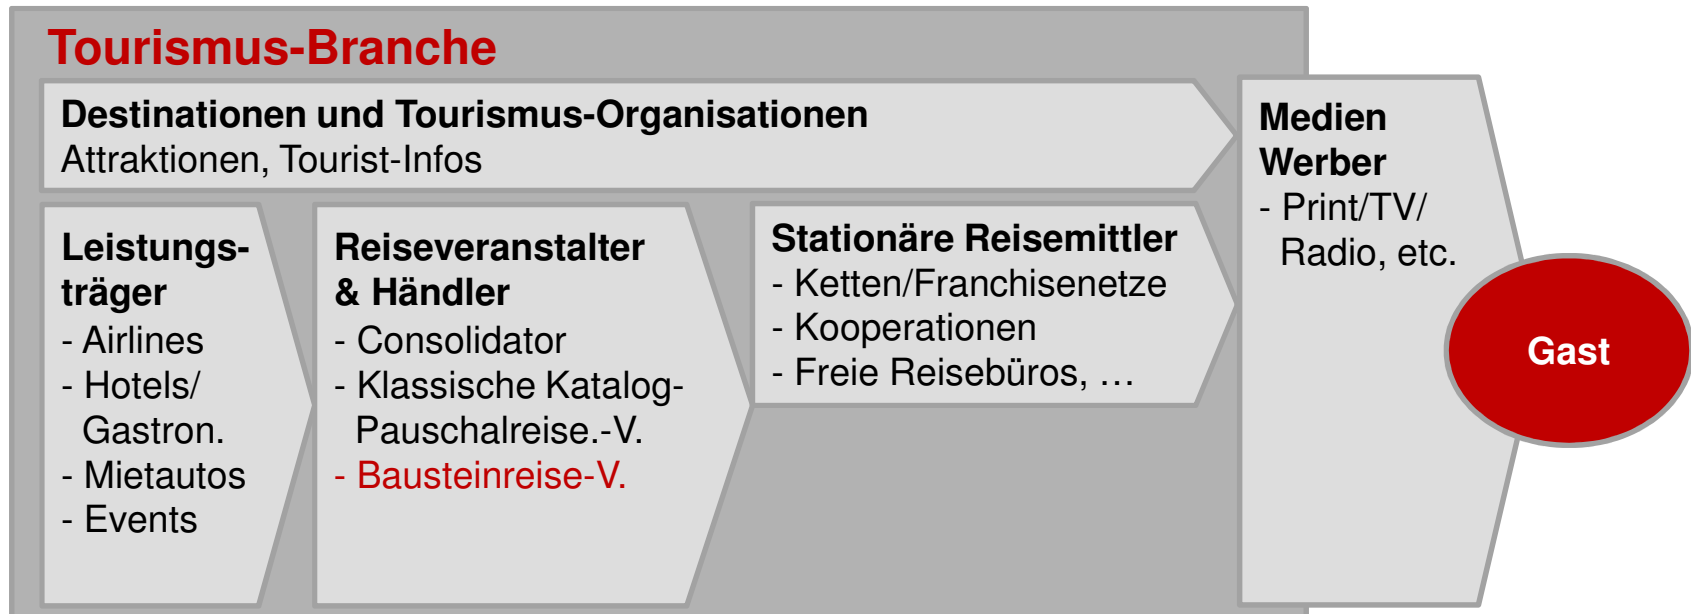 Tourismus-Branche
Destinationen und Tourismus-Organisationen
Attraktionen, Tourist-Infos
Leistungs-
träger
- Airlines
- Hotels/
Gastron.
- Mietautos
- Events
Reiseveranstalter
& Händler
- Consolidator
- Klassische Katalog-
Pauschalreise.-V.
- Bausteinreise-V.
Stationäre Reisemittler
- Ketten/Franchisenetze
- Kooperationen
- Freie Reisebüros, …
Medien
Werber
- Print/TV/
Radio, etc.
Gast